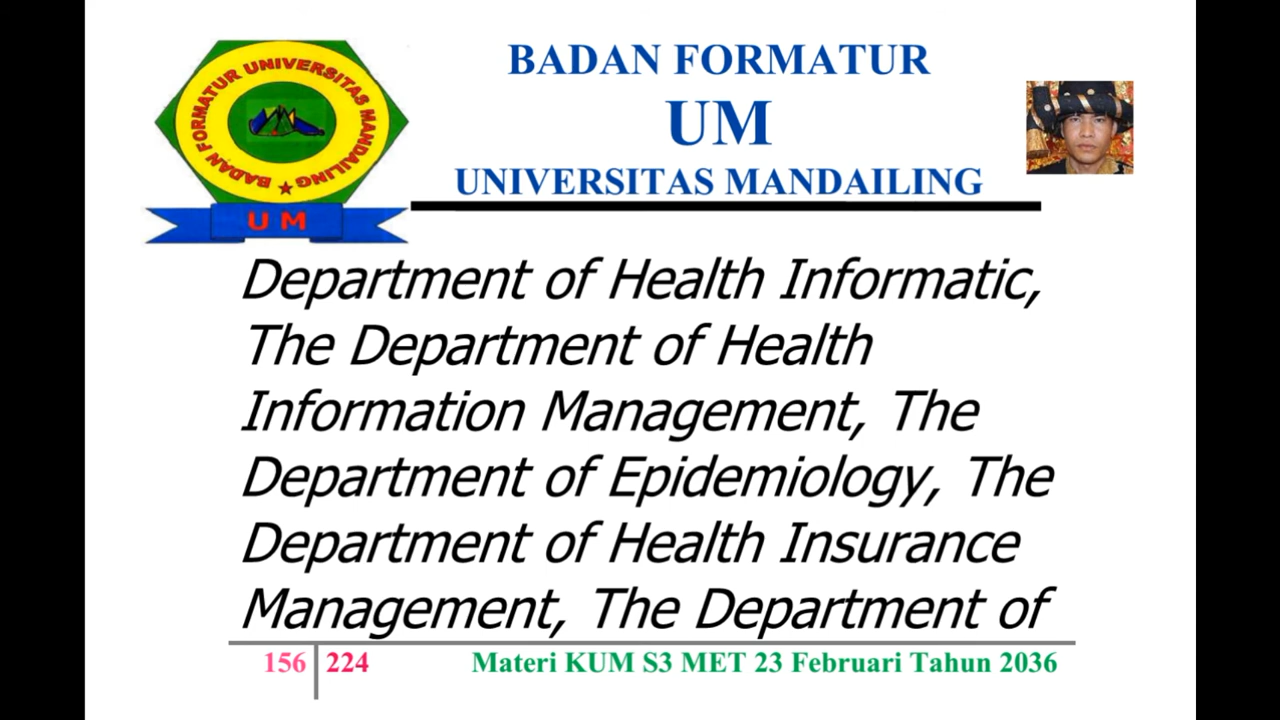 BADAN FORMATUR UNIVERSITAS MANDAILING
U M
BADAN FORMATUR
UM
UNIVERSITAS MANDAILING
Department of Health Informatic,
The Department of Health
Information Management, The
Department of Epidemiology, The
Department of Health Insurance
Management, The Department of
156 224 Materi KUM S3 MET 23 Februari Tahun 2036